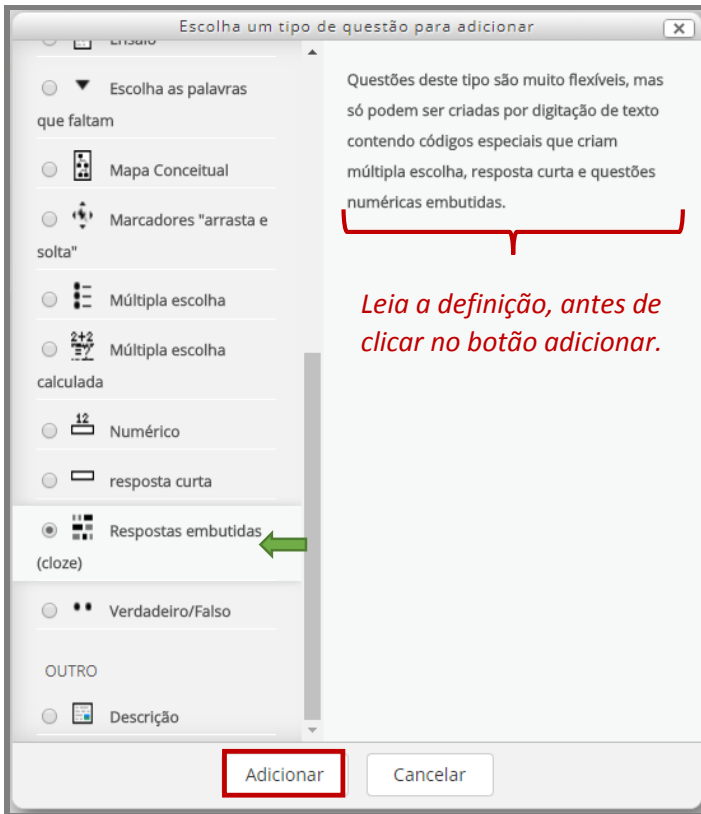 Escolha um tipo de questão para adicionar
Ensaio
Escolha as palavras
que faltam
Mapa Conceitual
Marcadores "arrasta e
solta"
Múltipla escolha
2+2
=?
Múltipla escolha
calculada
12
Numérico
resposta curta
Respostas embutidas
(cloze)
Verdadeiro/Falso
OUTRO
Descrição
Questões deste tipo são muito flexíveis, mas
só podem ser criadas por digitação de texto
contendo códigos especiais que criam
múltipla escolha, resposta curta e questões
numéricas embutidas.
Leia a definição, antes de
clicar no botão adicionar.
Adicionar
Cancelar